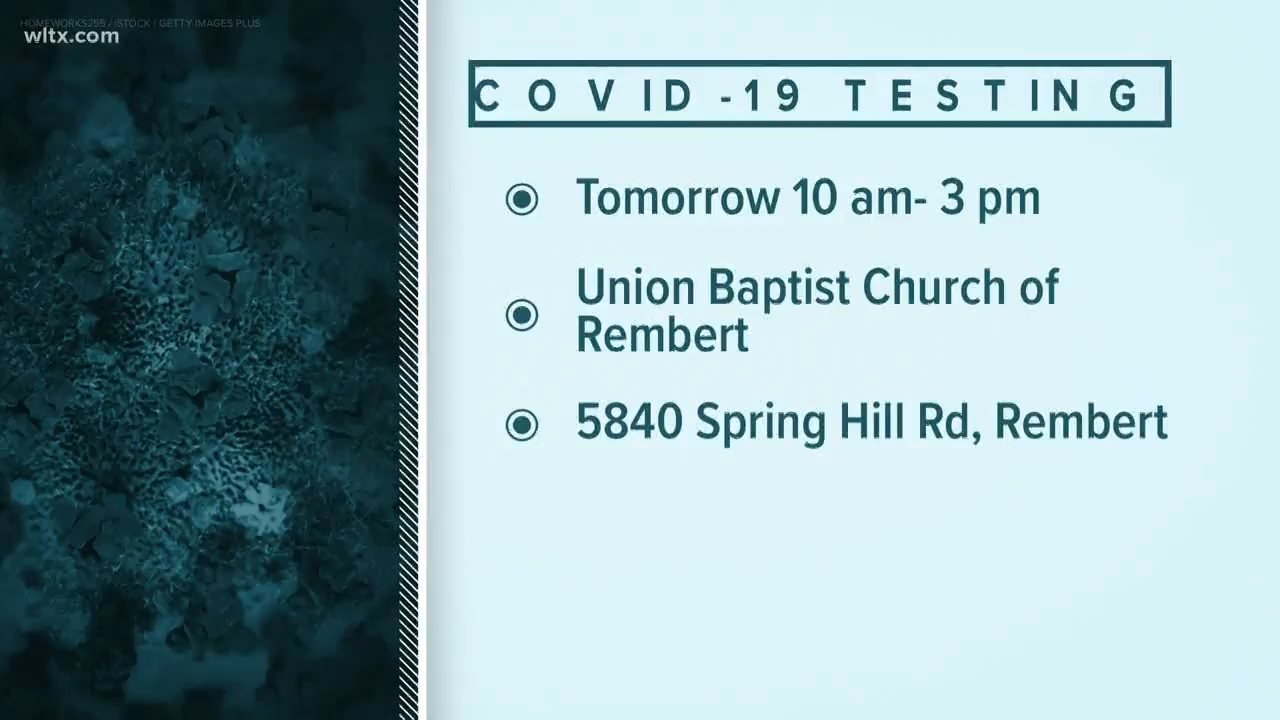 HOMEWORKS255 / ISTOCK / GETTY IMAGES PLUS
wltx.com
COVID-19 TESTING
Tomorrow 10 am- 3 pm
Union Baptist Church of
Rembert
5840 Spring Hill Rd, Rembert